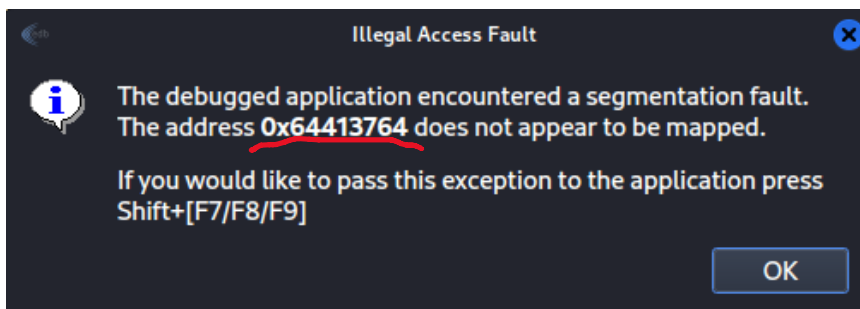 Illegal Access Fault
The debugged application encountered a segmentation fault.
The address 0x64413764 does not appear to be mapped.
If you would like to pass this exception to the application press
Shift+[F7/F8/F9]
OK